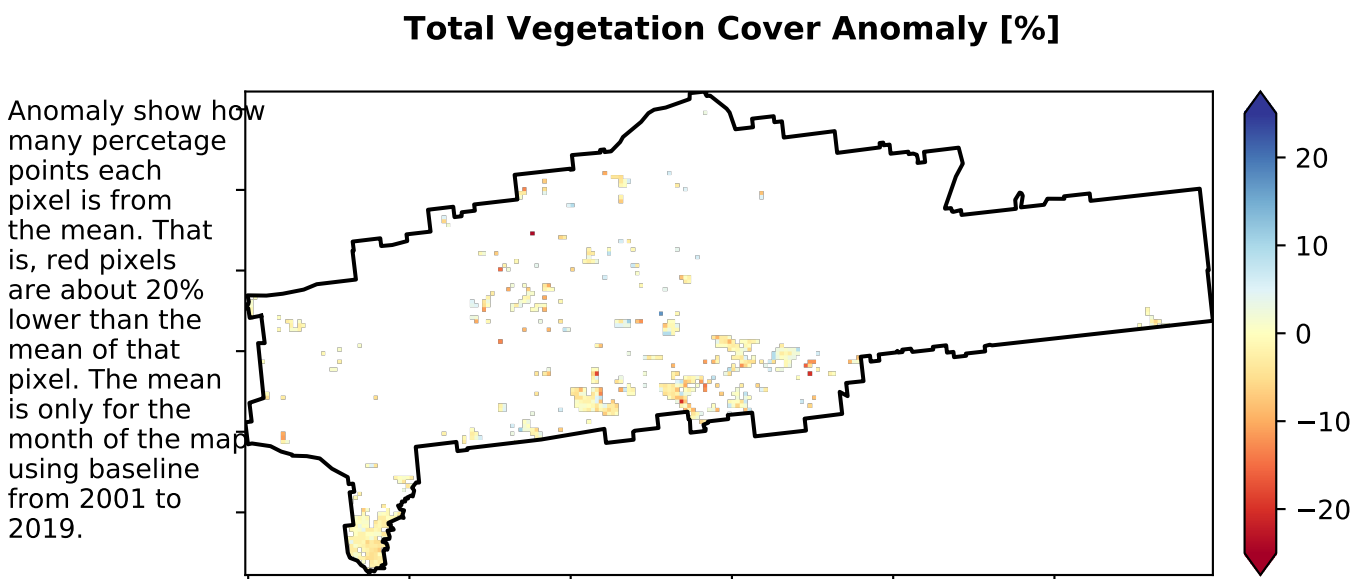 Total Vegetation Cover Anomaly [%]
Anomaly show how
many percetage
points each
pixel is from
the mean. That
is, red pixels
are about 20%
lower than the
mean of that
pixel. The mean
is only for the
month of the map
using baseline
from 2001 to
2019.
20
10
0
−10
−20